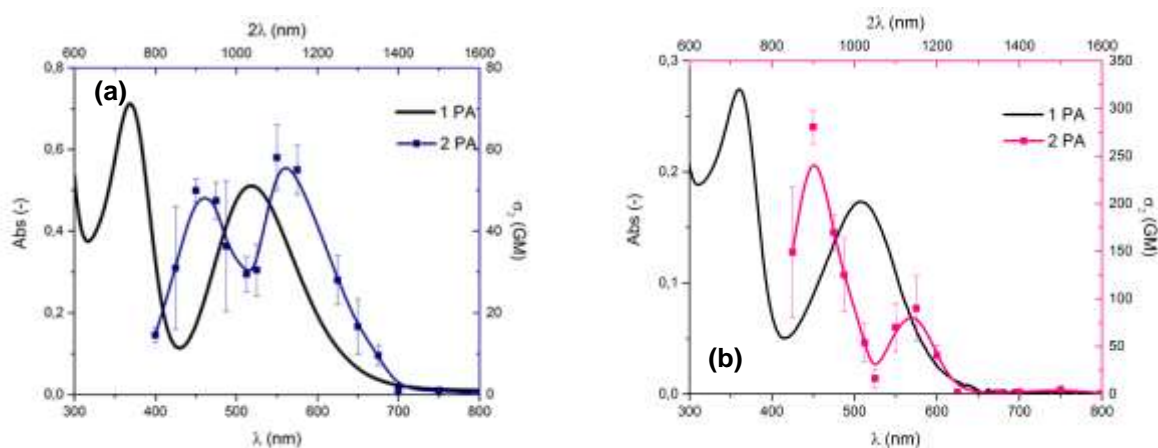 2λ (nm)
600 800 1000 1200 1400 1600
0,8
0,6
0,4
0,2
0,0
Abs (-)
(a)
1 PA
2 PA
80
60
40
20
0
σ2 (GM)
300 400 500 600 700 800
λ (nm)
2λ (nm)
600 800 1000 1200 1400 1600
0,3
0,2
0,1
0,0
Abs (-)
1 PA
2 PA
(b)
350
300
250
200
150
100
50
0
σ2 (GM)
300 400 500 600 700 800
λ (nm)